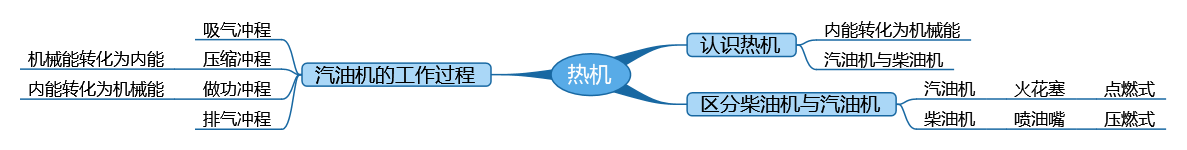 热机
认识热机
内能转化为机械能
汽油机与柴油机
区分柴油机与汽油机
汽油机 火花塞 点燃式
柴油机 喷油嘴 压燃式
汽油机的工作过程
吸气冲程
压缩冲程 机械能转化为内能
做功冲程 内能转化为机械能
排气冲程